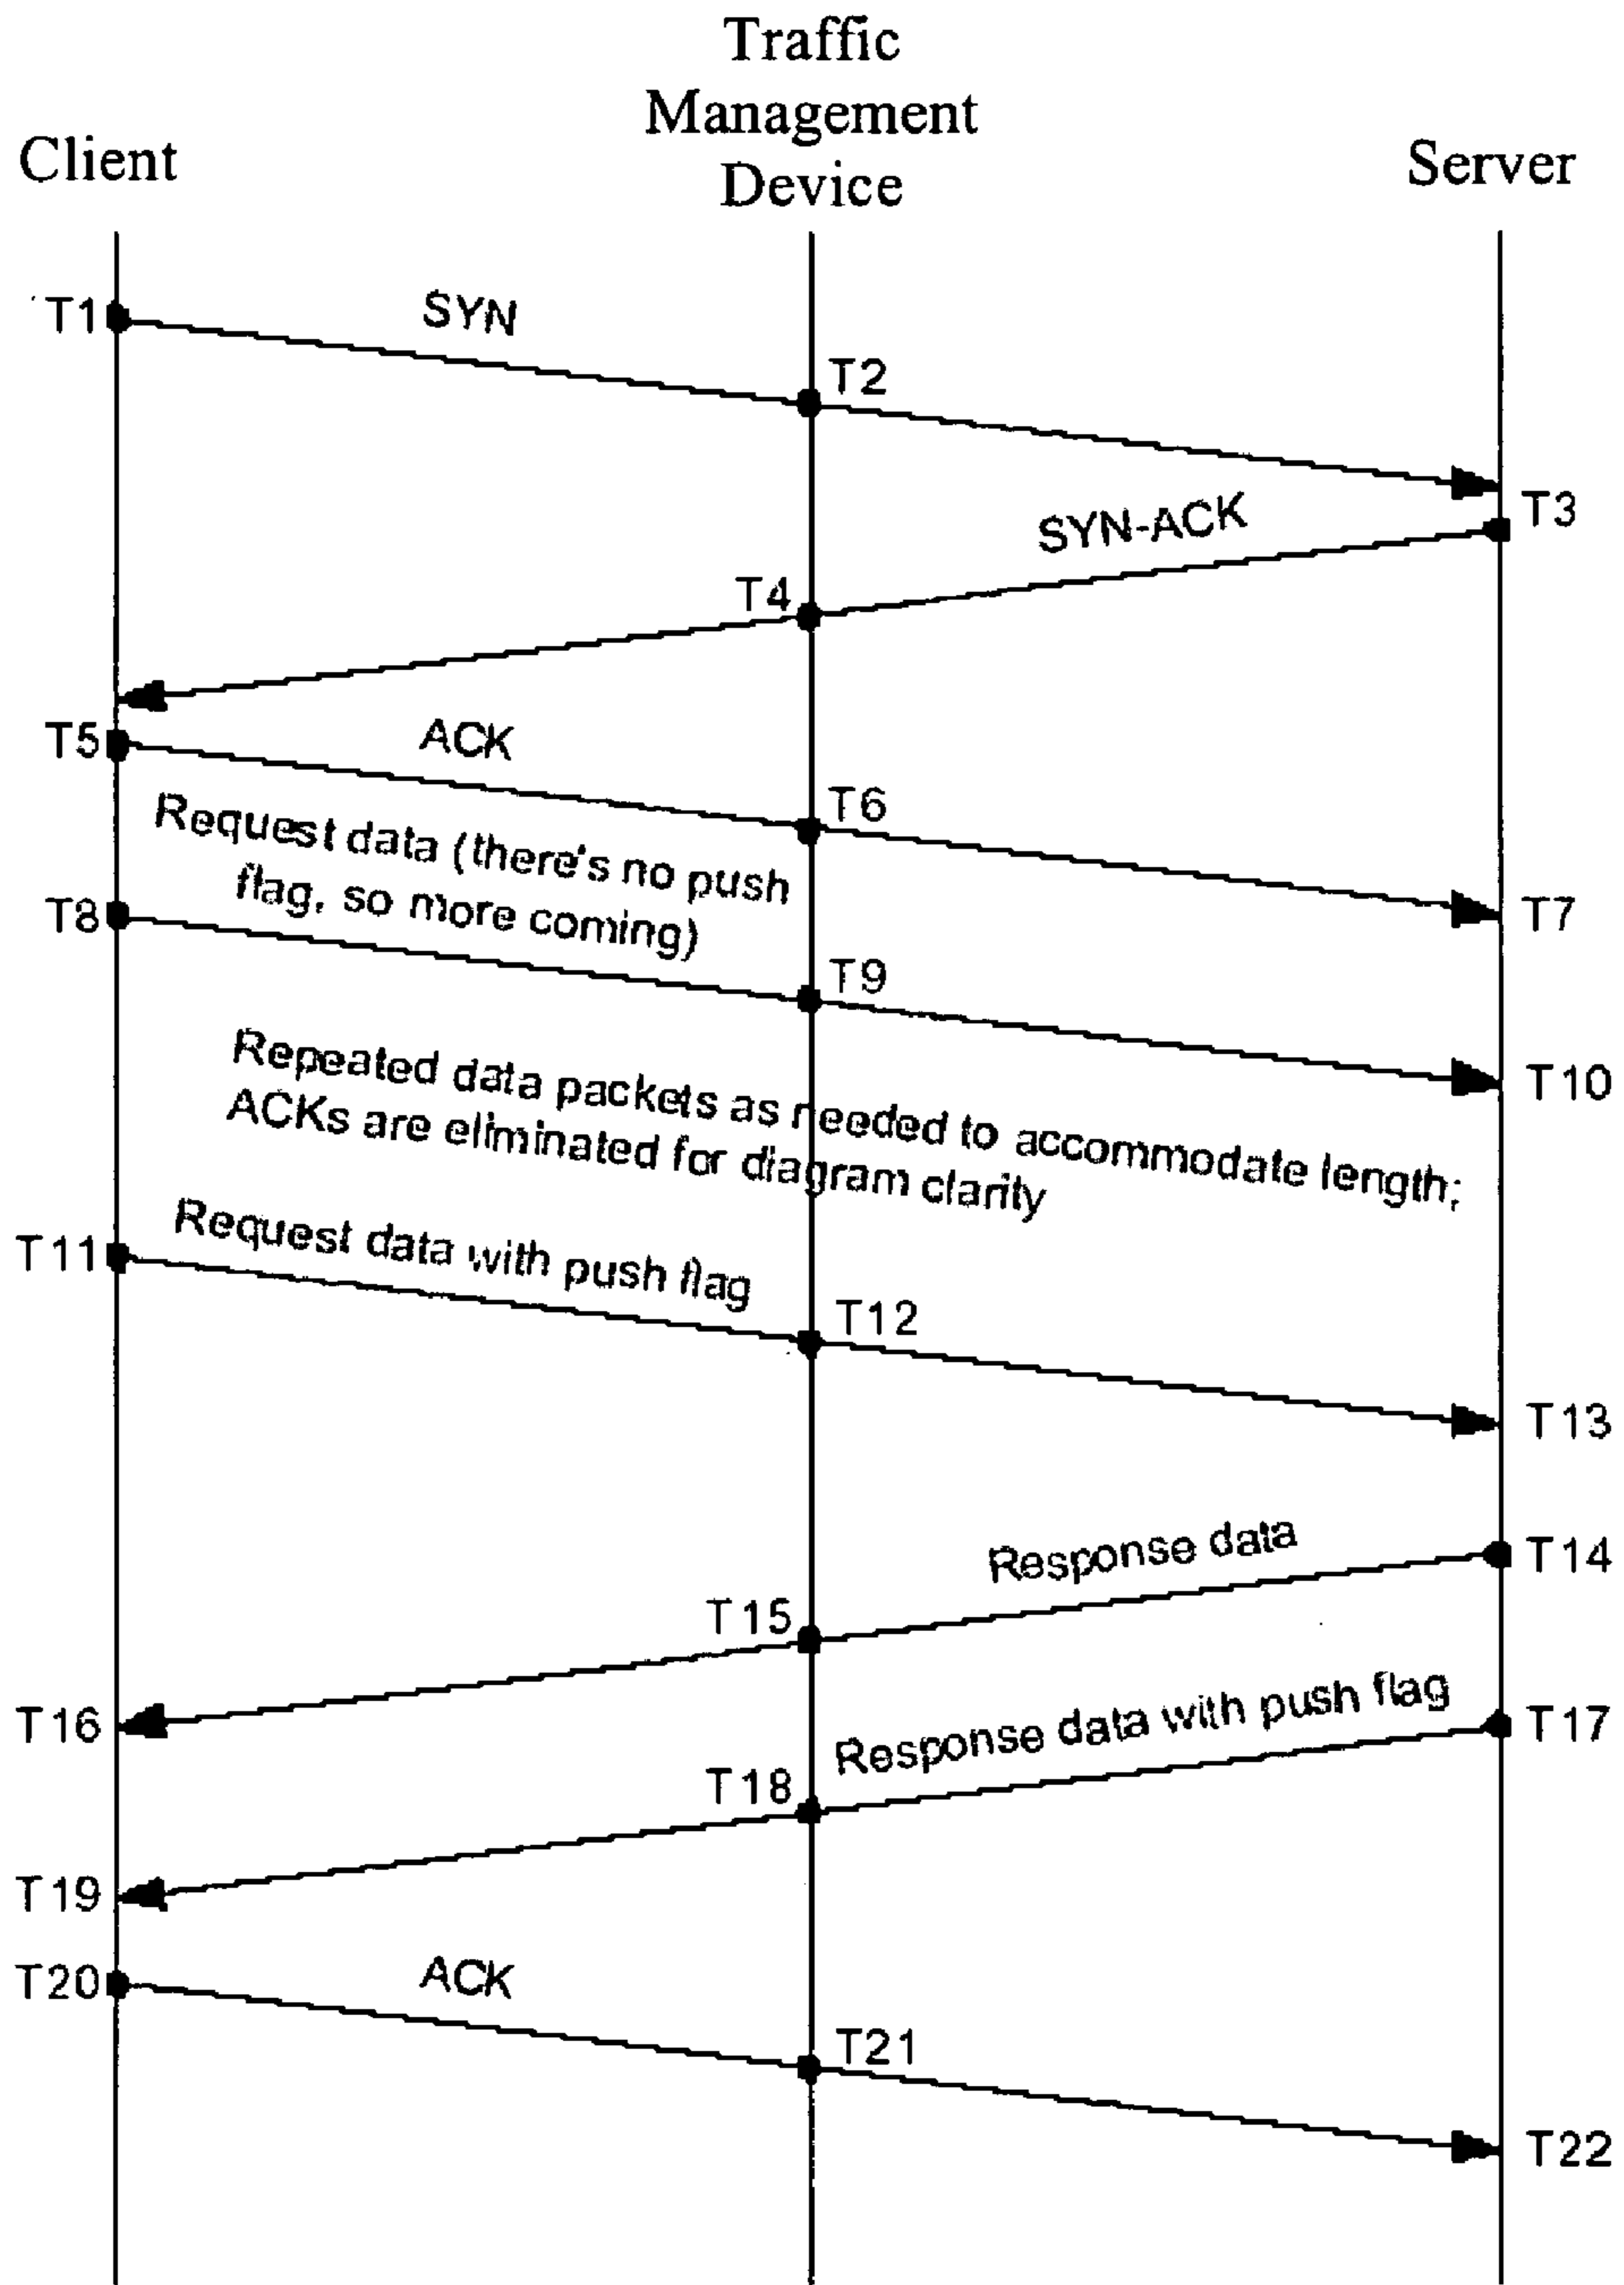 Traffic
Management
Device
Client
Server
T1
SYN
T2
T3
SYN-ACK
T4
T5
ACK
T6
Request data (there's no push
flag, so more coming)
T7
T8
T9
T10
Repeated data packets as needed to accommodate length;
ACKs are eliminated for diagram clarity
Request data with push flag
T11
T12
T13
Response data
T14
T15
T16
Response data with push flag
T17
T18
T19
T20
ACK
T21
T22